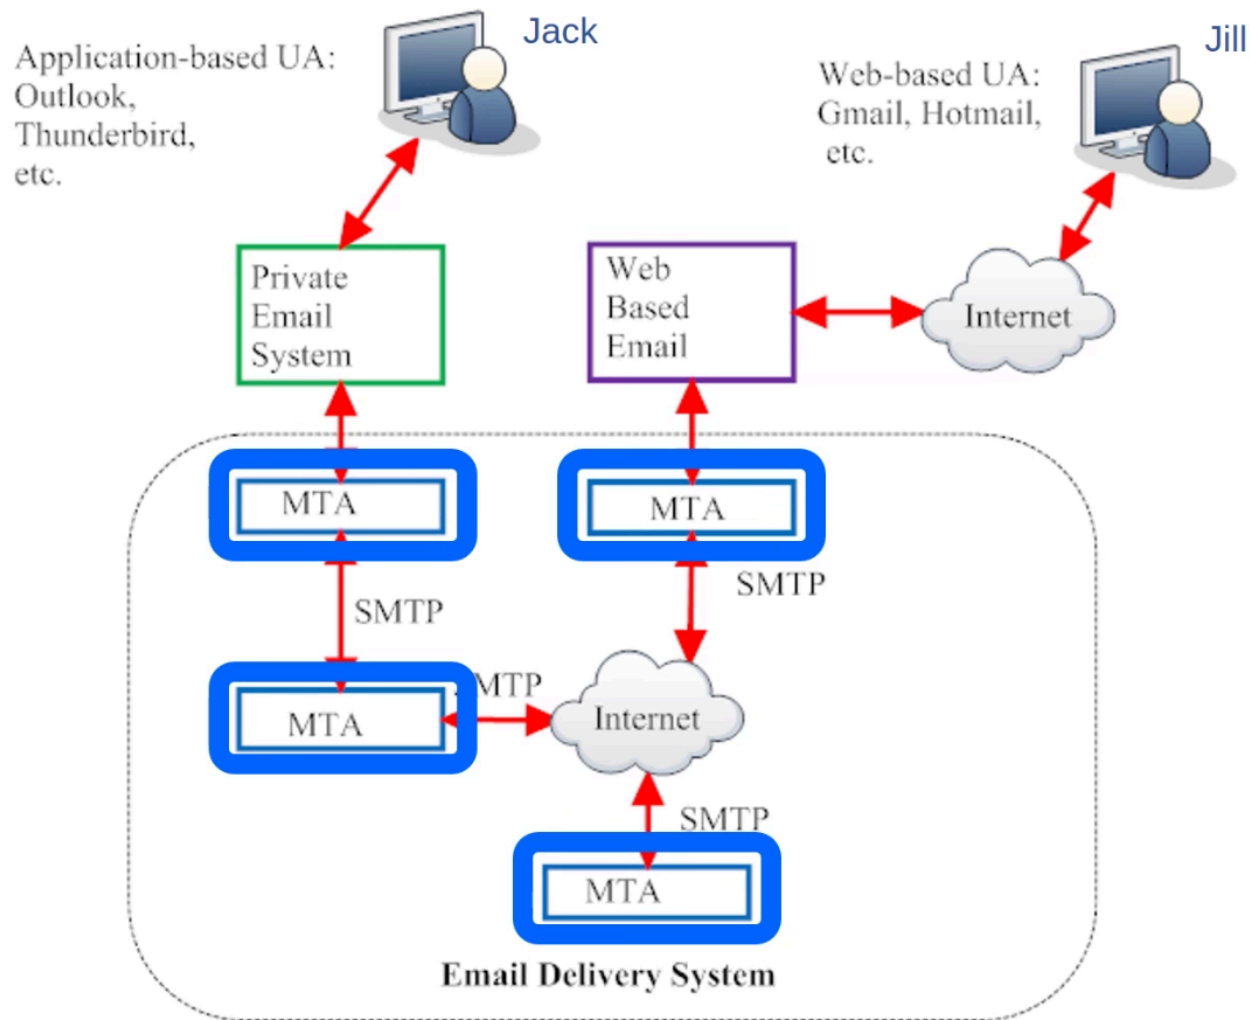 Jack
Application-based UA:
Outlook,
Thunderbird,
etc.
Jill
Web-based UA:
Gmail, Hotmail,
etc.
Private
Email
System
Web
Based
Email
Internet
MTA
MTA
SMTP
SMTP
MTA
MTP
Internet
SMTP
MTA
Email Delivery System